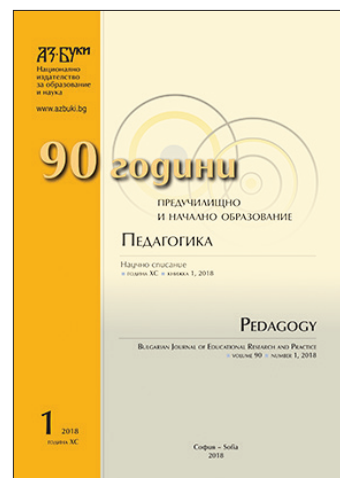 АЗ·БУКИ
Национално
издателство
за образование
и наука
www.azbuki.bg
90 години
ПРЕДУЧИЛИЩНО
И НАЧАЛНО ОБРАЗОВАНИЕ
ПЕДАГОГИКА
Научно списание
ГОДИНА XC КНИЖКА 1, 2018
PEDAGOGY
BULGARIAN JOURNAL OF EDUCATIONAL RESEARCH AND PRACTICE
VOLUME 90 NUMBER 1, 2018
1 2018
ГОДИНА XC
София – Sofia
2018